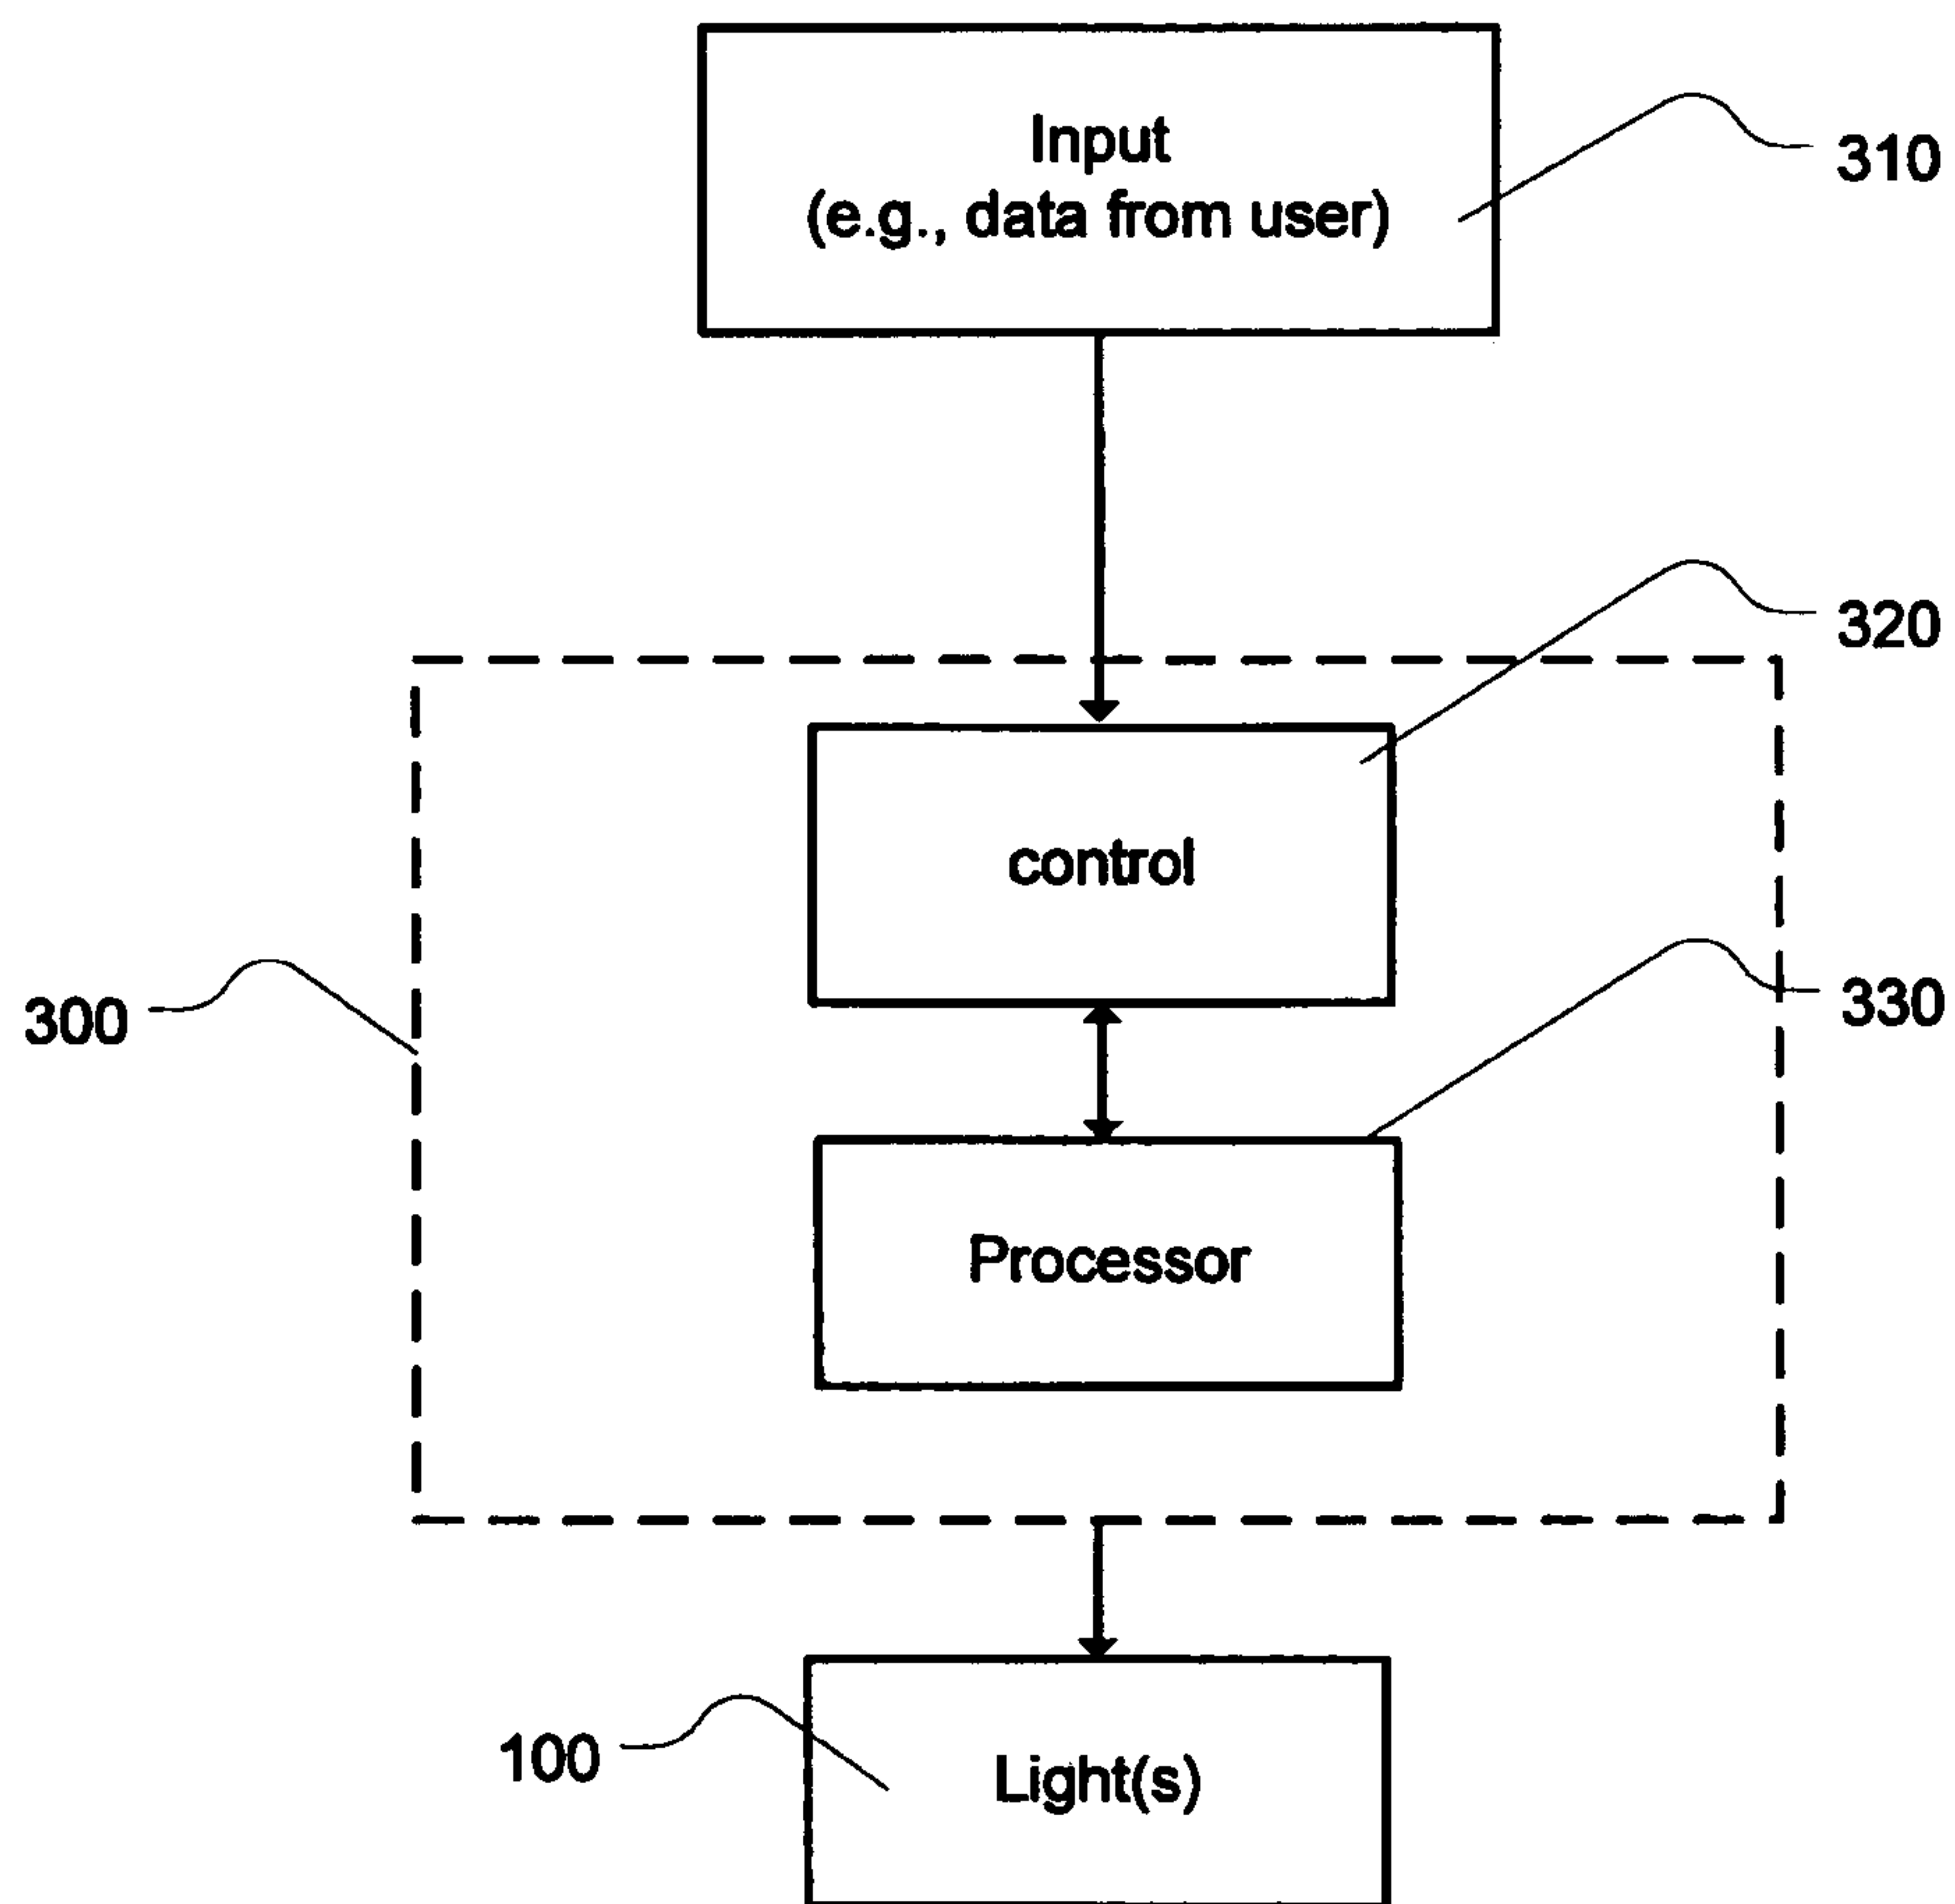 Input
(e.g., data from user)
310
320
control
300
330
Processor
100
Light(s)